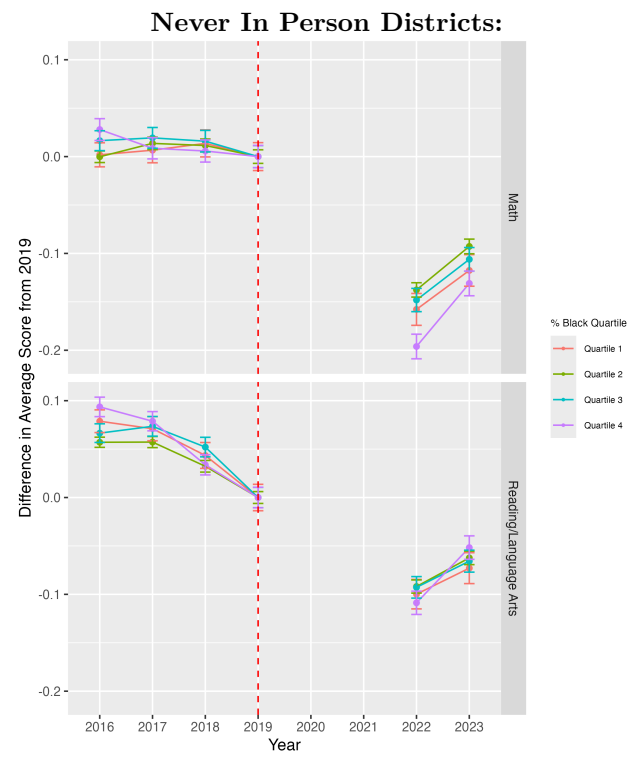 Never In Person Districts:
Difference in Average Score from 2019
0.1
0.0
-0.1
-0.2
Math
0.1
0.0
-0.1
-0.2
Reading/Language Arts
2016 2017 2018 2019 2020 2021 2022 2023
Year
% Black Quartile
Quartile 1
Quartile 2
Quartile 3
Quartile 4